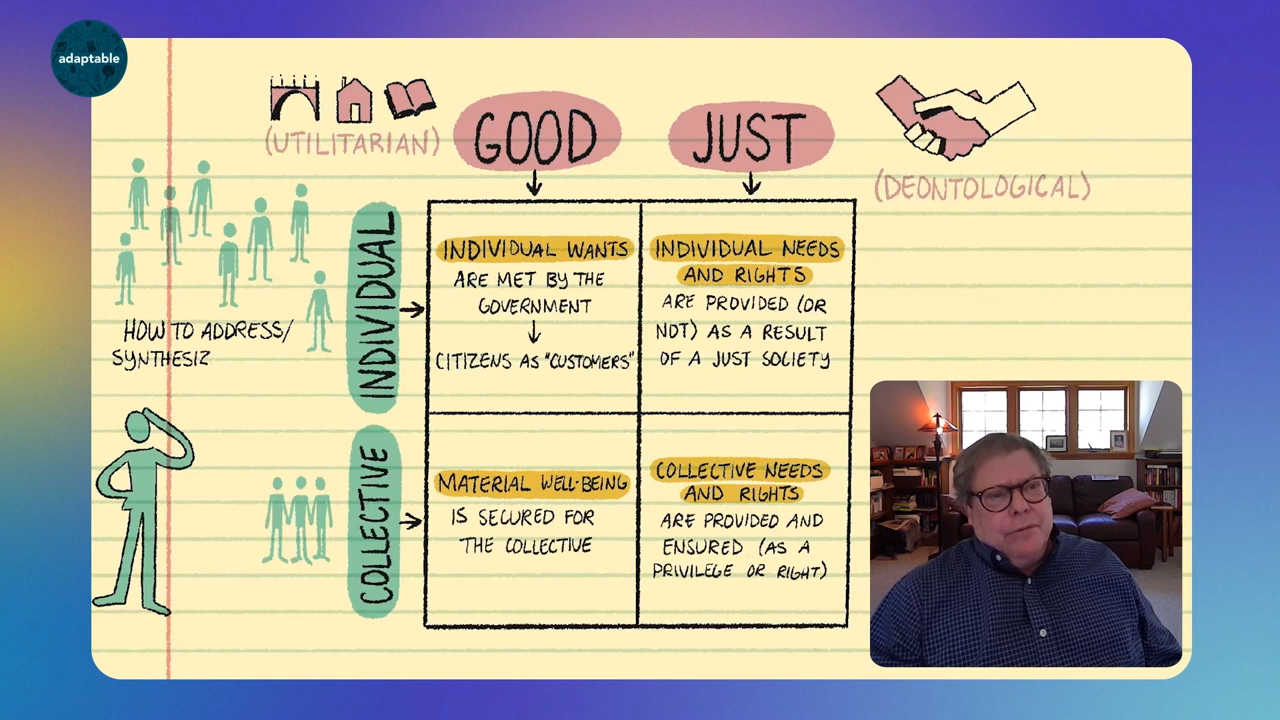 adaptable
(UTILITARIAN)
GOOD
JUST
(DEONTOLOGICAL)
INDIVIDUAL
INDIVIDUAL WANTS
ARE MET BY THE
GOVERNMENT
CITIZENS AS "CUSTOMERS"
INDIVIDUAL NEEDS
AND RIGHTS
ARE PROVIDED (OR
NOT) AS A RESULT
OF A JUST SOCIETY
HOW TO ADDRESS/
SYNTHESIZ
COLLECTIVE
MATERIAL WELL-BEING
IS SECURED FOR
THE COLLECTIVE
COLLECTIVE NEEDS
AND RIGHTS
ARE PROVIDED AND
ENSURED (AS A
PRIVILEGE OR RIGHT)